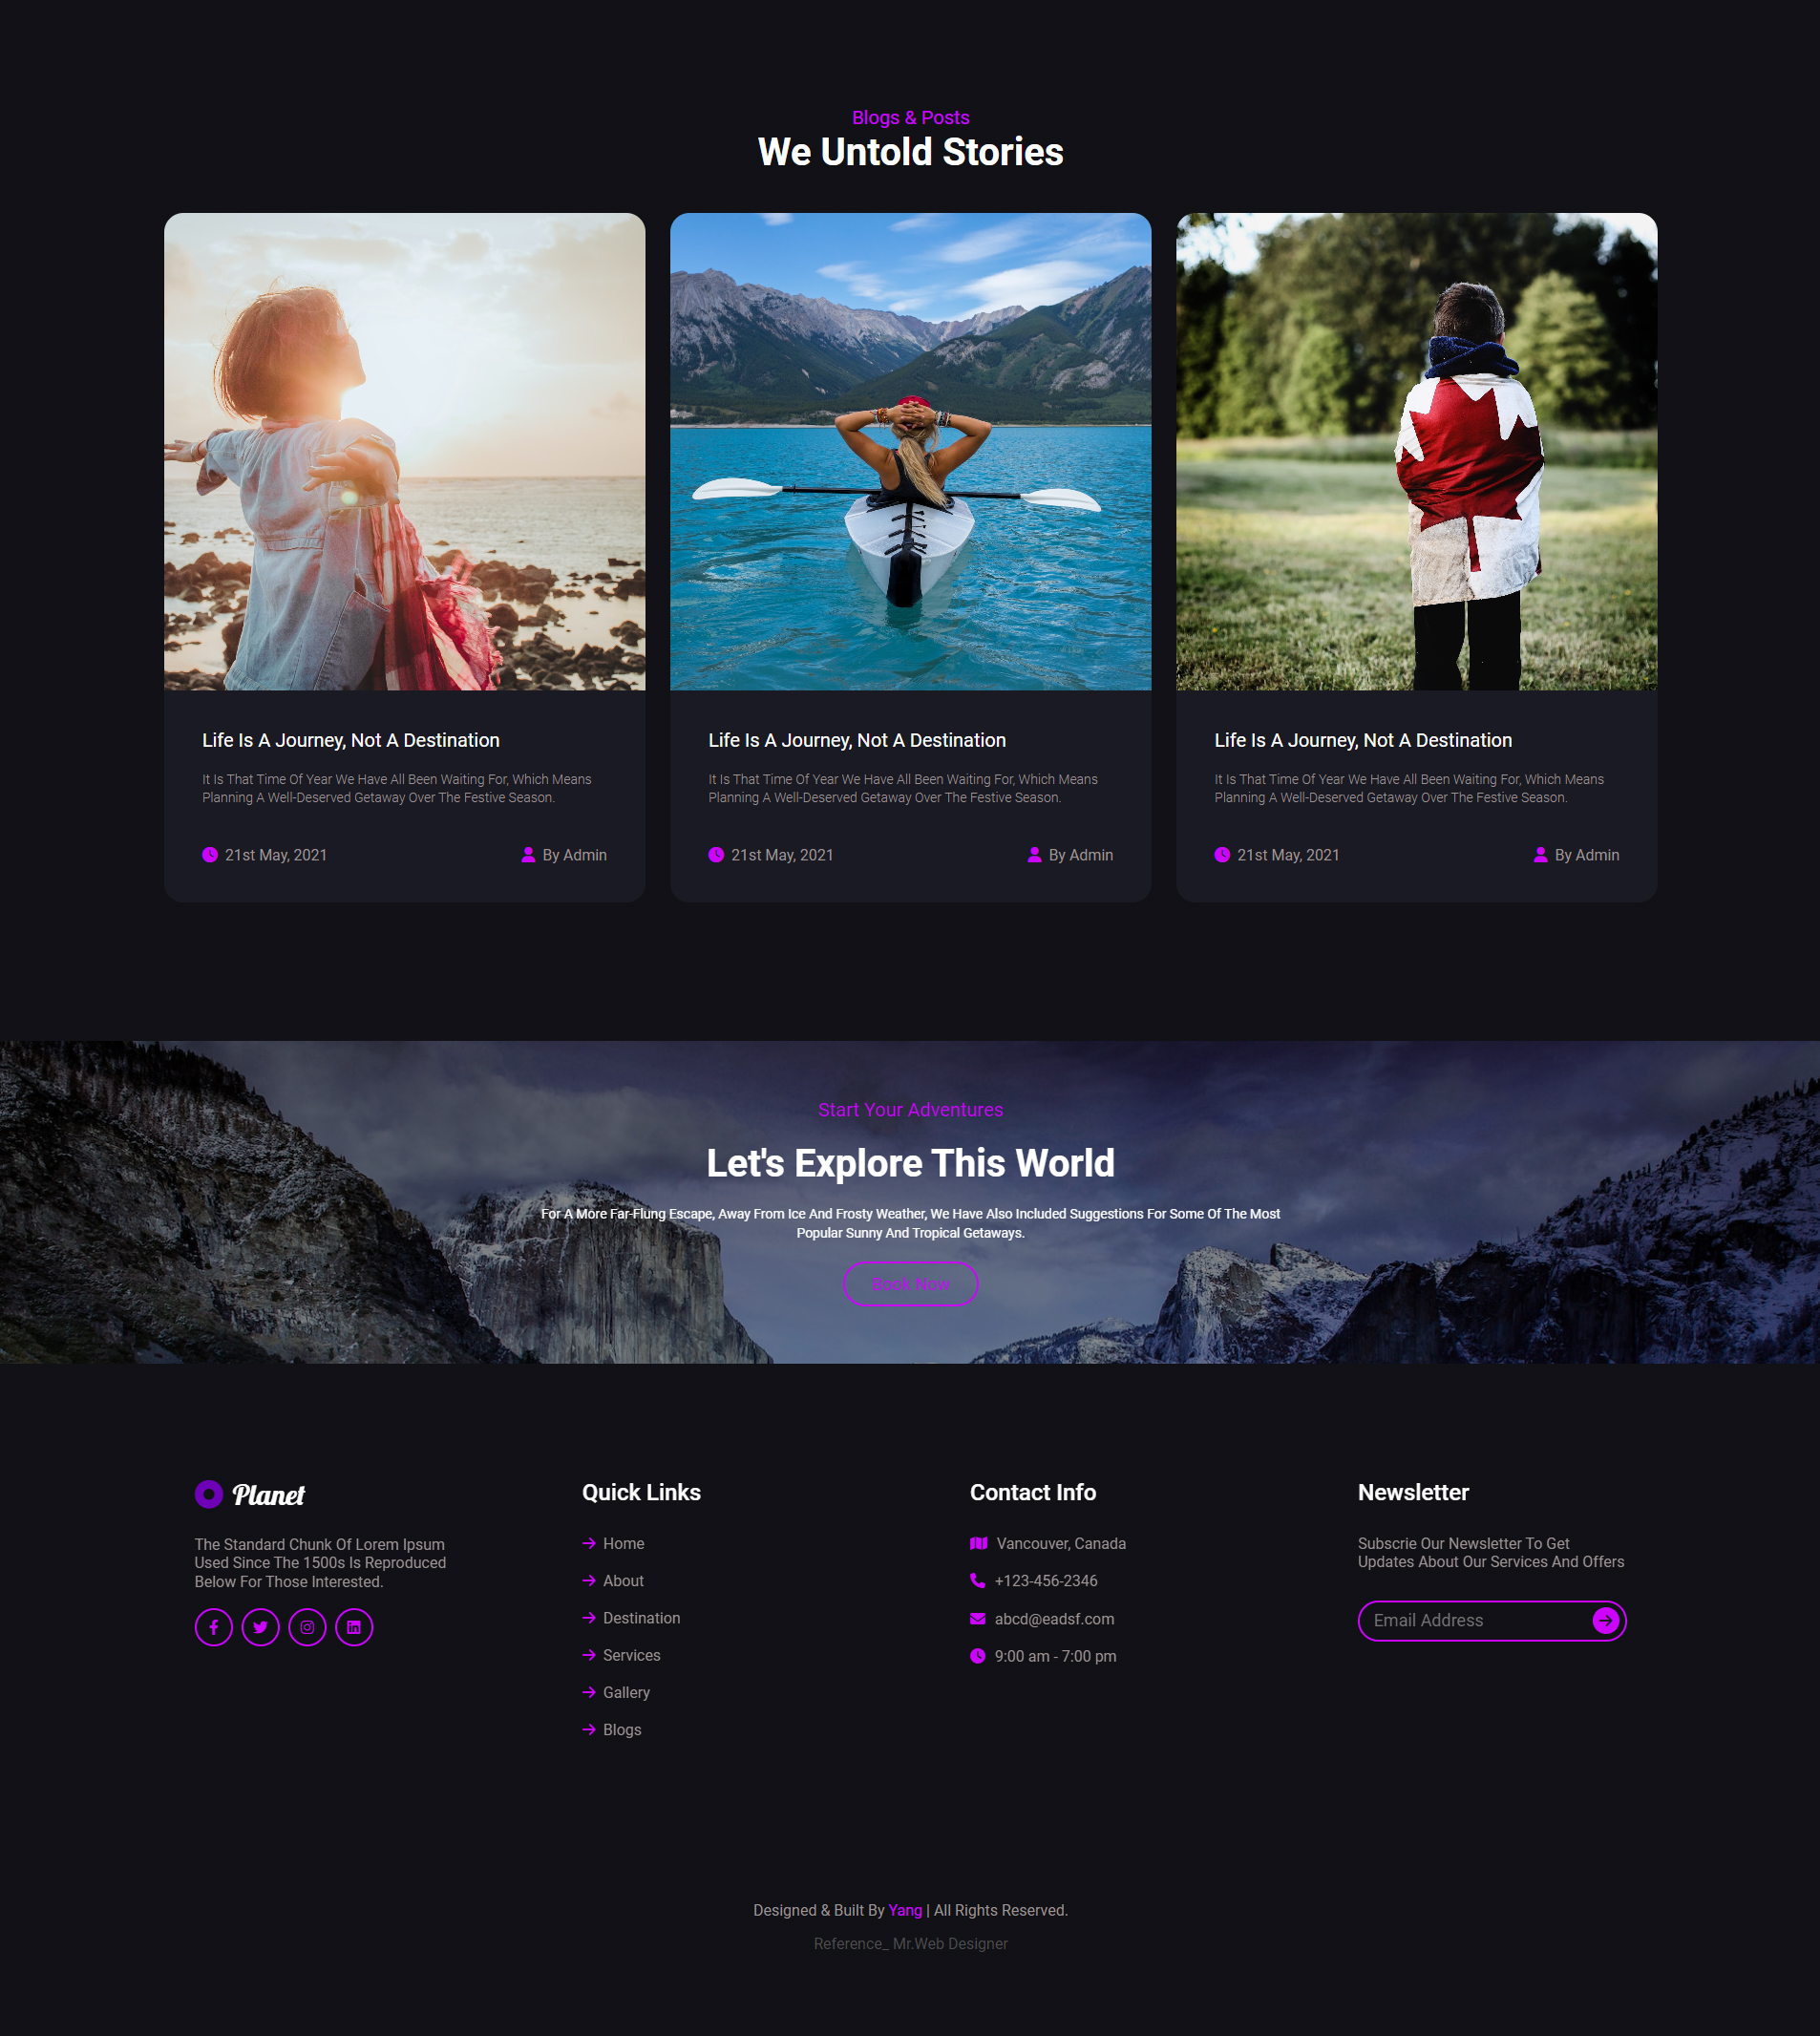 Blogs & Posts
We Untold Stories
Life Is A Journey, Not A Destination
It Is That Time Of Year We Have All Been Waiting For, Which Means
Planning A Well-Deserved Getaway Over The Festive Season.
21st May, 2021
By Admin
Life Is A Journey, Not A Destination
It Is That Time Of Year We Have All Been Waiting For, Which Means
Planning A Well-Deserved Getaway Over The Festive Season.
21st May, 2021
By Admin
Life Is A Journey, Not A Destination
It Is That Time Of Year We Have All Been Waiting For, Which Means
Planning A Well-Deserved Getaway Over The Festive Season.
21st May, 2021
By Admin
Start Your Adventures
Let's Explore This World
For A More Far-Flung Escape, Away From Ice And Frosty Weather, We Have Also Included Suggestions For Some Of The Most
Popular Sunny And Tropical Getaways.
Book Now
Planet
The Standard Chunk Of Lorem Ipsum
Used Since The 1500s Is Reproduced
Below For Those Interested.
Quick Links
Home
About
Destination
Services
Gallery
Blogs
Contact Info
Vancouver, Canada
+123-456-2346
abcd@eadsf.com
9:00 am - 7:00 pm
Newsletter
Subscrie Our Newsletter To Get
Updates About Our Services And Offers
Email Address
Designed & Built By Yang | All Rights Reserved.
Reference_ Mr.Web Designer